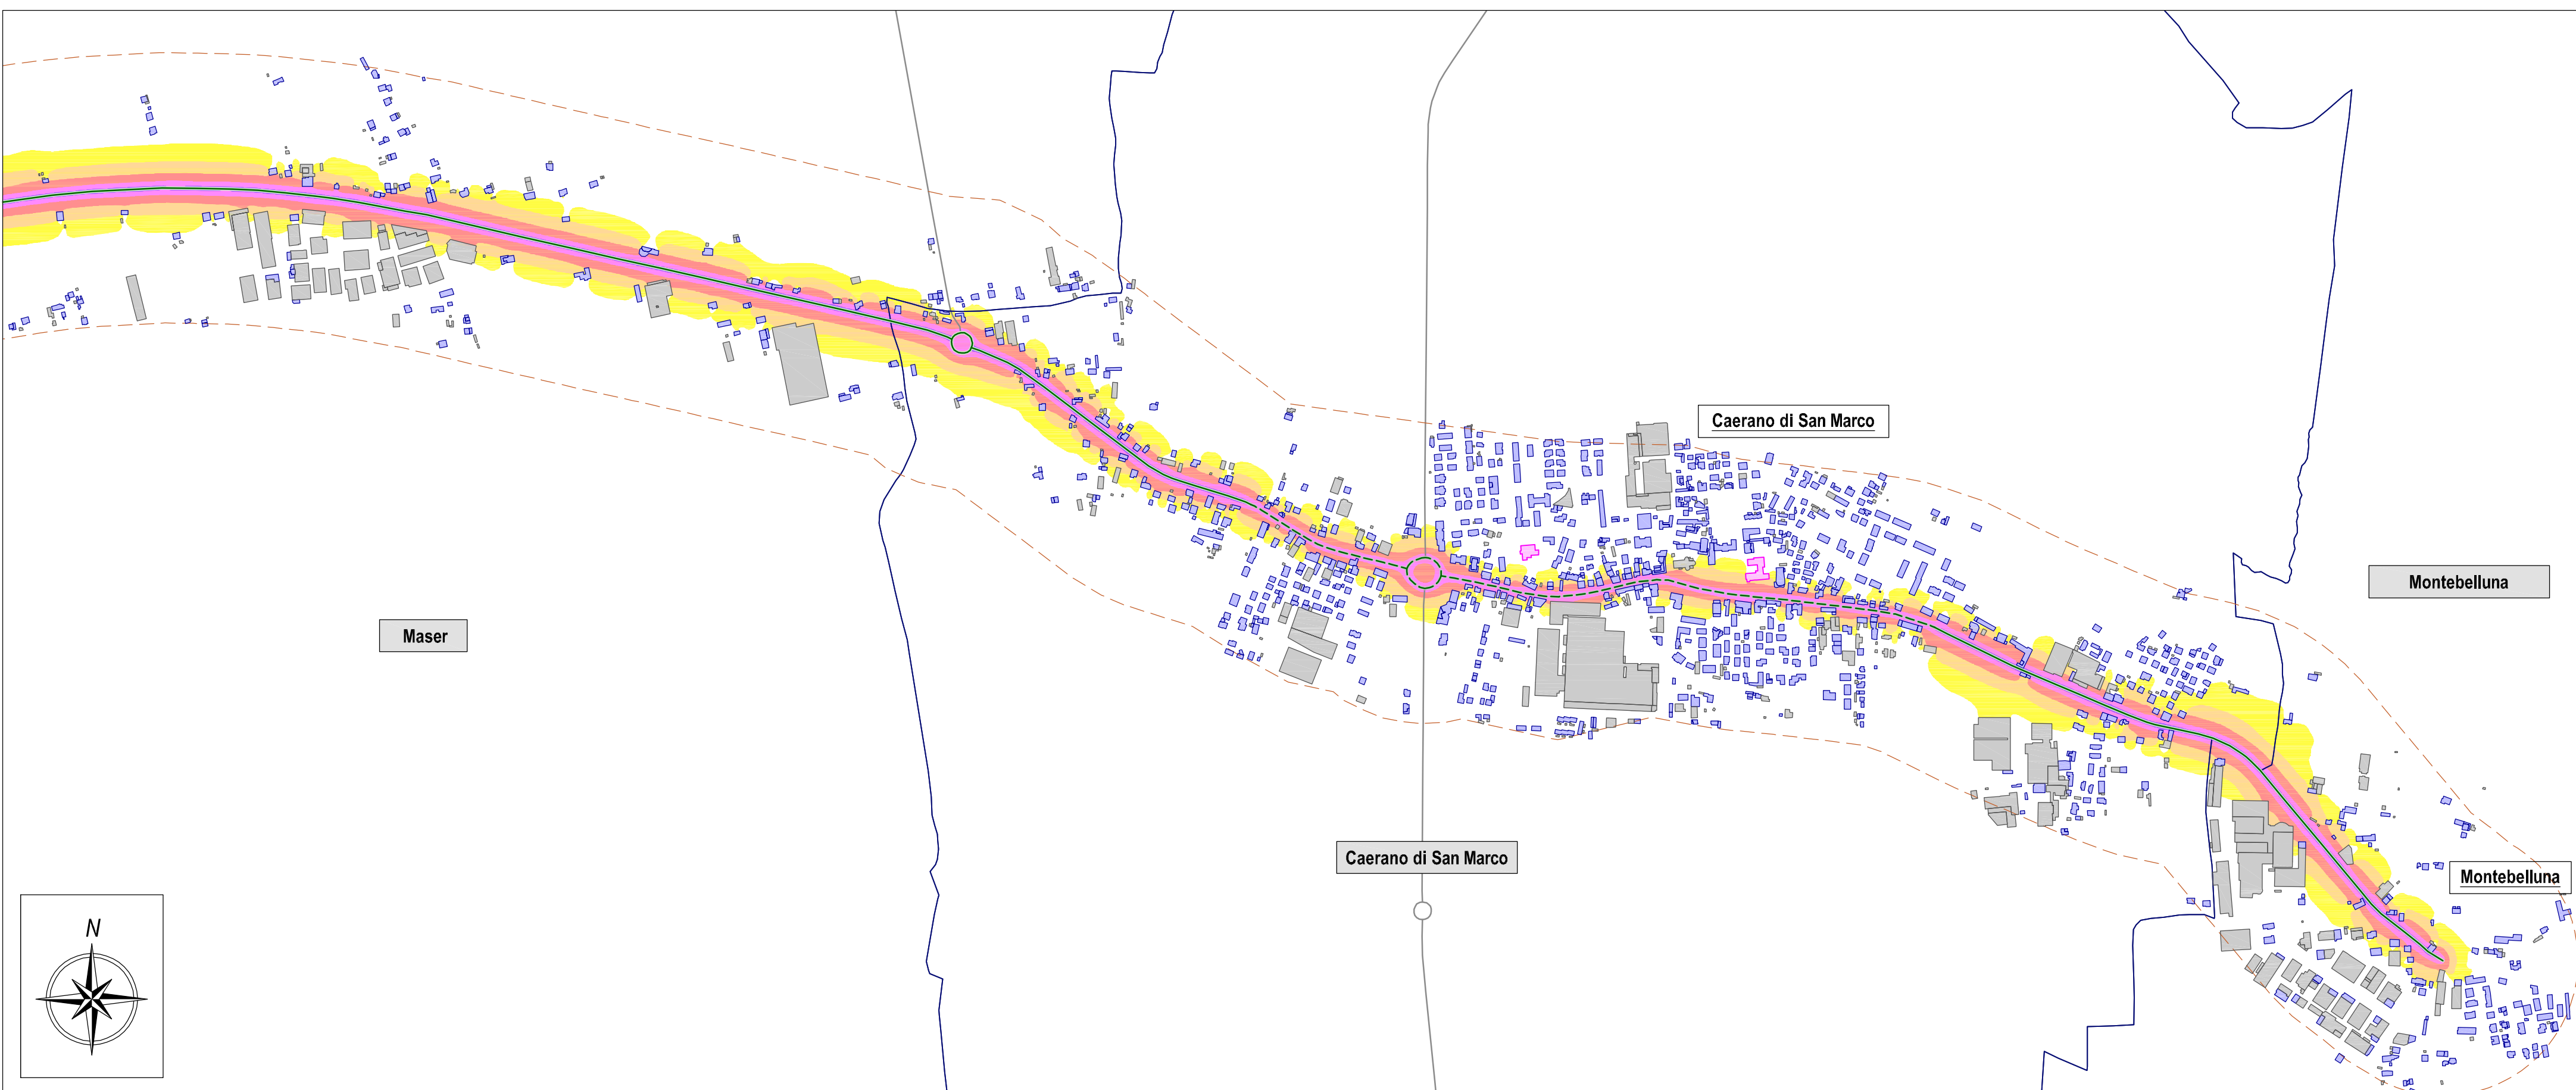 Caerano di San Marco
Montebelluna
Maser
Caerano di San Marco
Montebelluna
N